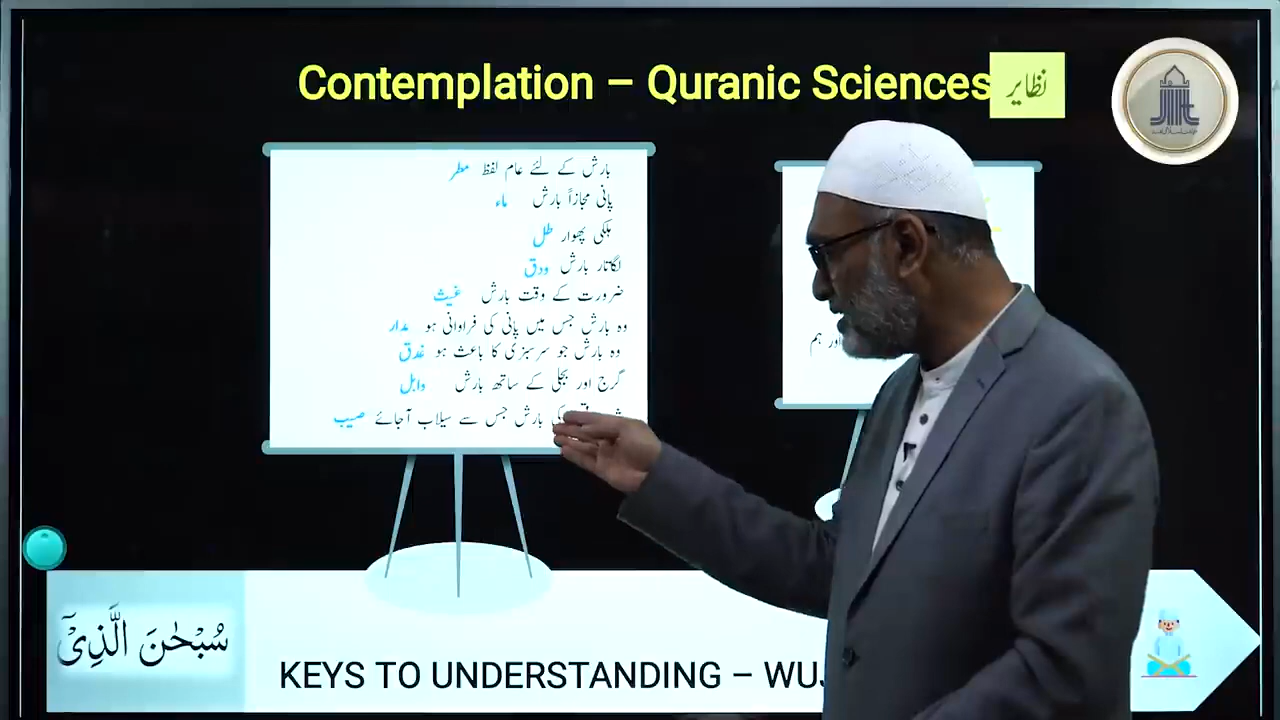 Contemplation – Quranic Sciences
نظایر
بارش کے لئے عام لفظ مطر
پانی مجازاً بارش ماء
ہلکی پھوار طل
لگاتار بارش ودق
ضرورت کے وقت بارش غیث
وہ بارش جس میں پانی کی فراوانی ہو مدار
وہ بارش جو سرسبزی کا باعث ہو غدق
گرج اور بجلی کے ساتھ بارش وابل
کی بارش جس سے سیلاب آجائے صیب
اور ہم
سُبْحٰنَ الَّذِیْۤ
KEYS TO UNDERSTANDING – WUJ